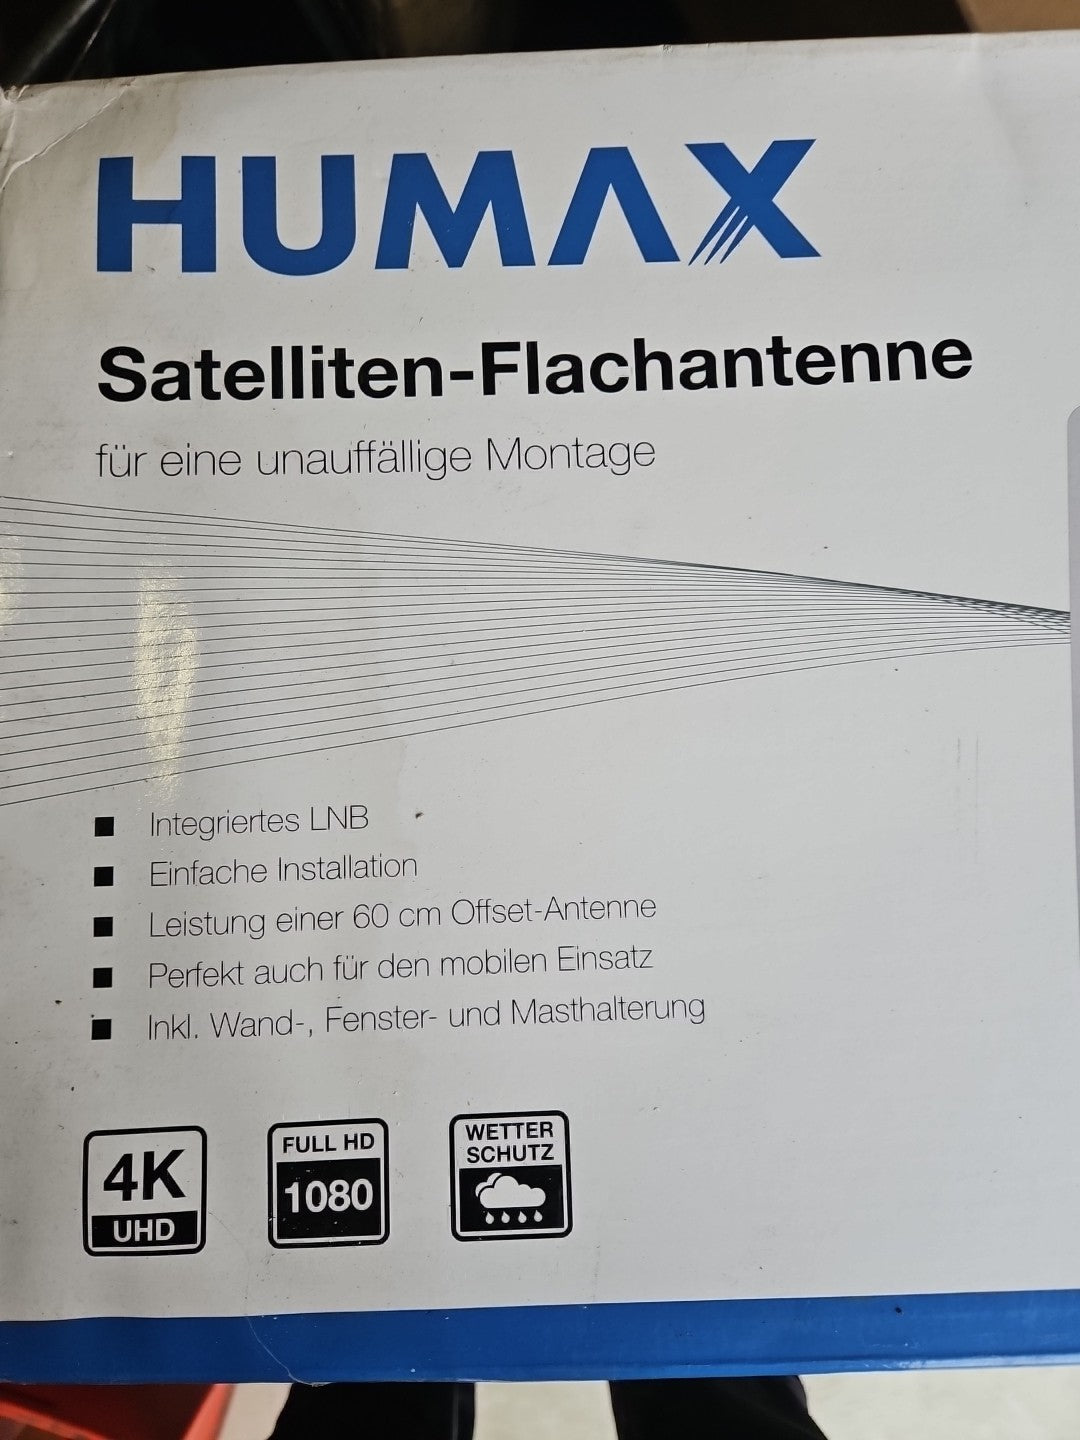 HUMAX
Satelliten-Flachantenne
für eine unauffällige Montage
Integriertes LNB
Einfache Installation
Leistung einer 60 cm Offset-Antenne
Perfekt auch für den mobilen Einsatz
Inkl. Wand-, Fenster- und Masthalterung
4K
UHD
FULL HD
1080
WETTER
SCHUTZ